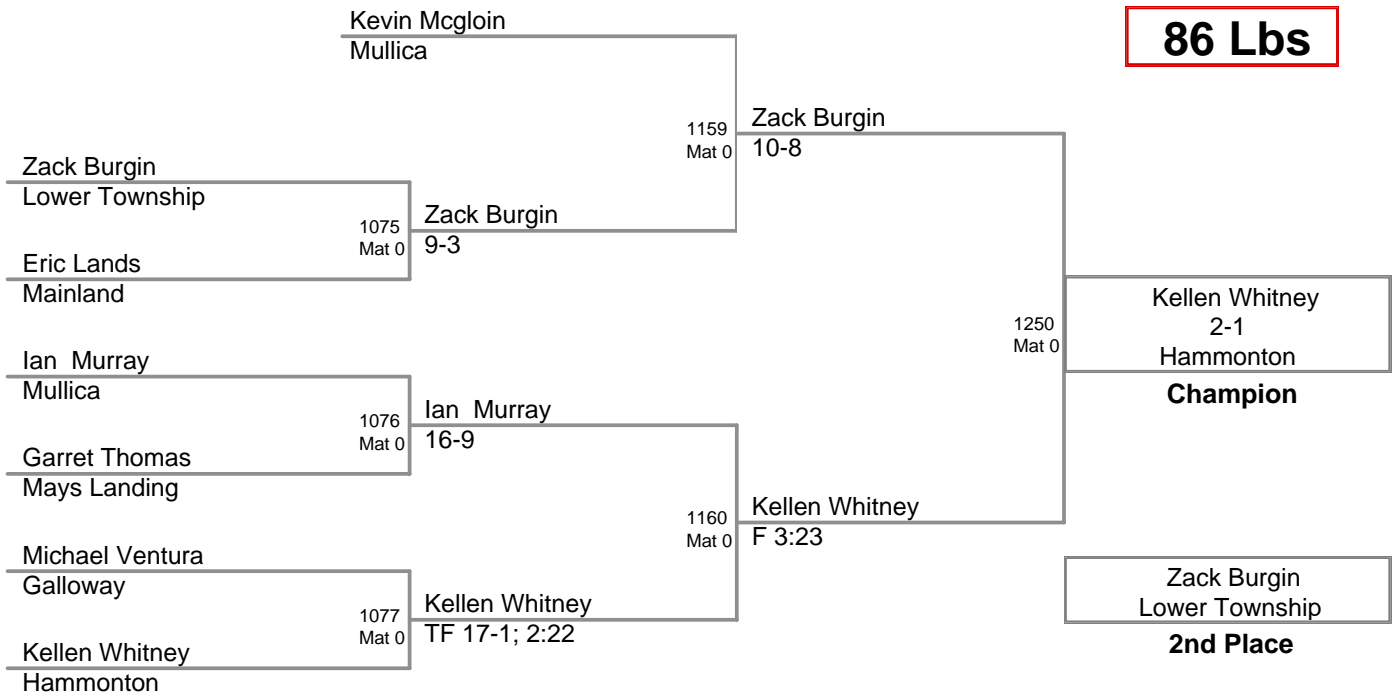 Kevin Mcgloin
Mullica
86 Lbs
1159
Mat 0
Zack Burgin
10-8
Zack Burgin
Lower Township
1075
Mat 0
Zack Burgin
9-3
Eric Lands
Mainland
1250
Mat 0
Kellen Whitney
2-1
Hammonton
Champion
Ian  Murray
Mullica
1076
Mat 0
Ian  Murray
16-9
Garret Thomas
Mays Landing
1160
Mat 0
Kellen Whitney
F 3:23
Michael Ventura
Galloway
1077
Mat 0
Kellen Whitney
TF 17-1; 2:22
Kellen Whitney
Hammonton
Zack Burgin
Lower Township
2nd Place